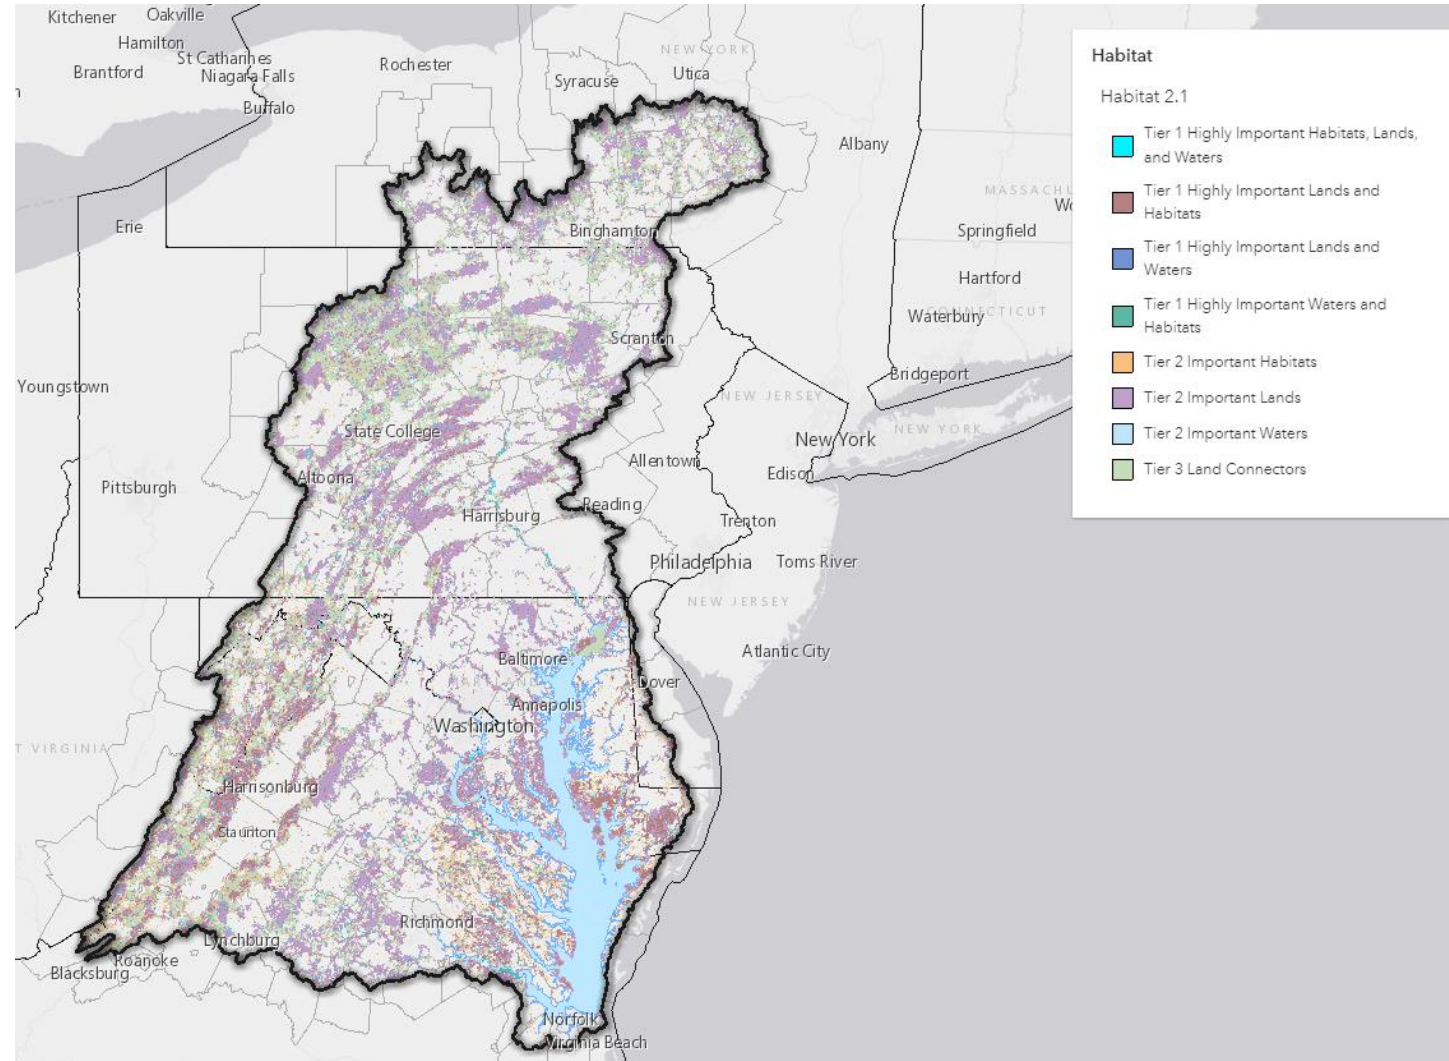 Kitchener
Oakville
Hamilton
St Catharines
Brantford
Niagara Falls
Buffalo
Rochester
Syracuse
NEW YORK
Utica
Albany
Erie
Binghamton
Springfield
Hartford
Waterbury
CONNECTICUT
Scranton
Youngstown
Bridgeport
NEW JERSEY
New York
NEW YORK
State College
Allentown
Edison
Pittsburgh
Altoona
Harrisburg
Reading
Trenton
Philadelphia
Toms River
NEW JERSEY
Baltimore
Atlantic City
Dover
Annapolis
Washington
T VIRGINIA
Harrisonburg
Staunton
Richmond
Lynchburg
Roanoke
Blacksburg
Norfolk
Virginia Beach
Habitat
Habitat 2.1
Tier 1 Highly Important Habitats, Lands,
and Waters
Tier 1 Highly Important Lands and
Habitats
Tier 1 Highly Important Lands and
Waters
Tier 1 Highly Important Waters and
Habitats
Tier 2 Important Habitats
Tier 2 Important Lands
Tier 2 Important Waters
Tier 3 Land Connectors
MASSACHU
Wo